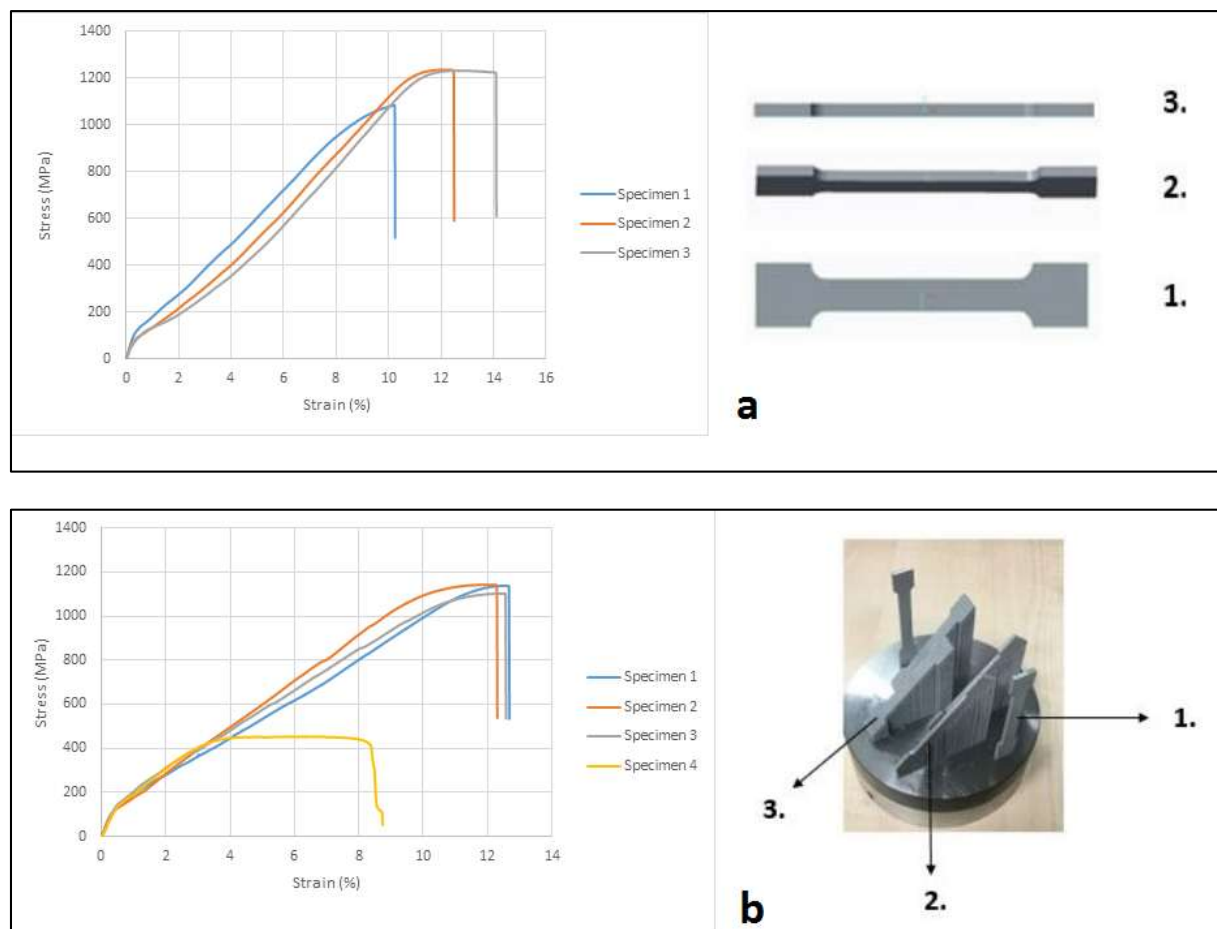 1400
1200
1000
800
600
400
200
0
Stress (MPa)
0 2 4 6 8 10 12 14 16
Strain (%)
Specimen 1
Specimen 2
Specimen 3
3.
2.
1.
a
1400
1200
1000
800
600
400
200
0
Stress (MPa)
0 2 4 6 8 10 12 14
Strain (%)
Specimen 1
Specimen 2
Specimen 3
Specimen 4
1.
3.
2.
b